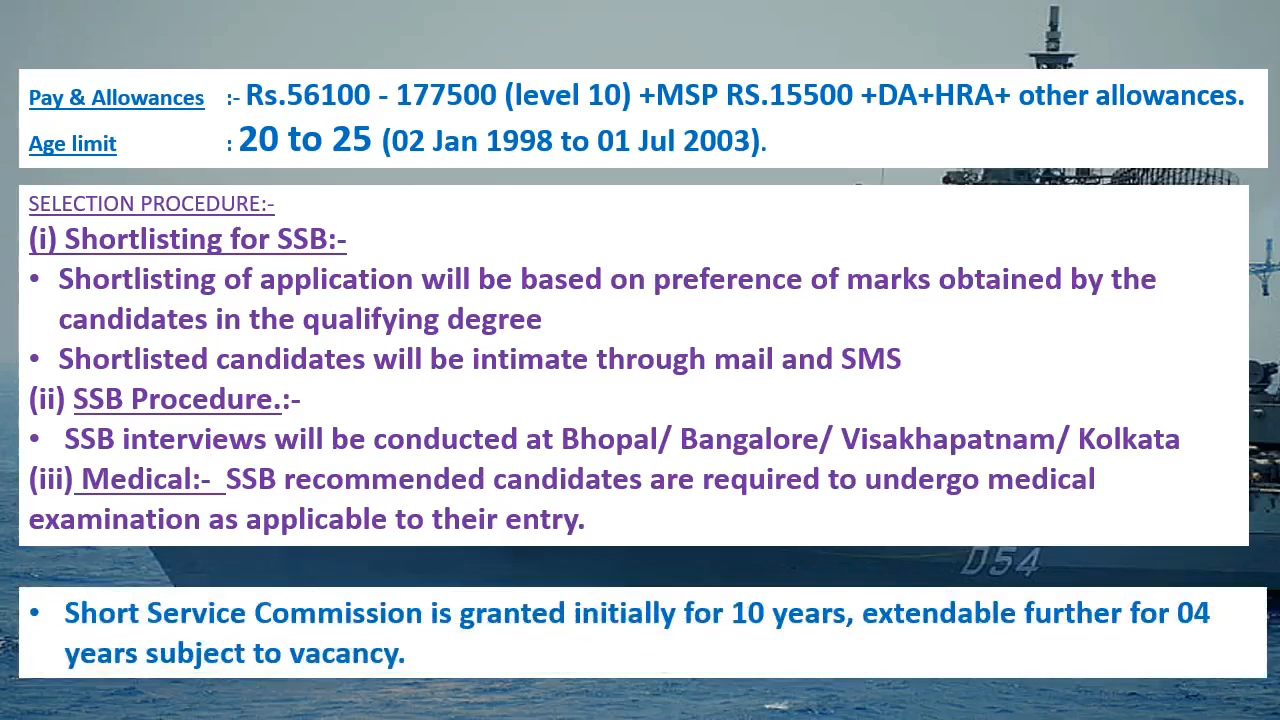 Pay & Allowances :- Rs.56100 - 177500 (level 10) +MSP RS.15500 +DA+HRA+ other allowances.
Age limit : 20 to 25 (02 Jan 1998 to 01 Jul 2003).
SELECTION PROCEDURE:-
(i) Shortlisting for SSB:-
• Shortlisting of application will be based on preference of marks obtained by the
candidates in the qualifying degree
• Shortlisted candidates will be intimate through mail and SMS
(ii) SSB Procedure.:-
• SSB interviews will be conducted at Bhopal/ Bangalore/ Visakhapatnam/ Kolkata
(iii) Medical:- SSB recommended candidates are required to undergo medical
examination as applicable to their entry.
D54
• Short Service Commission is granted initially for 10 years, extendable further for 04
years subject to vacancy.